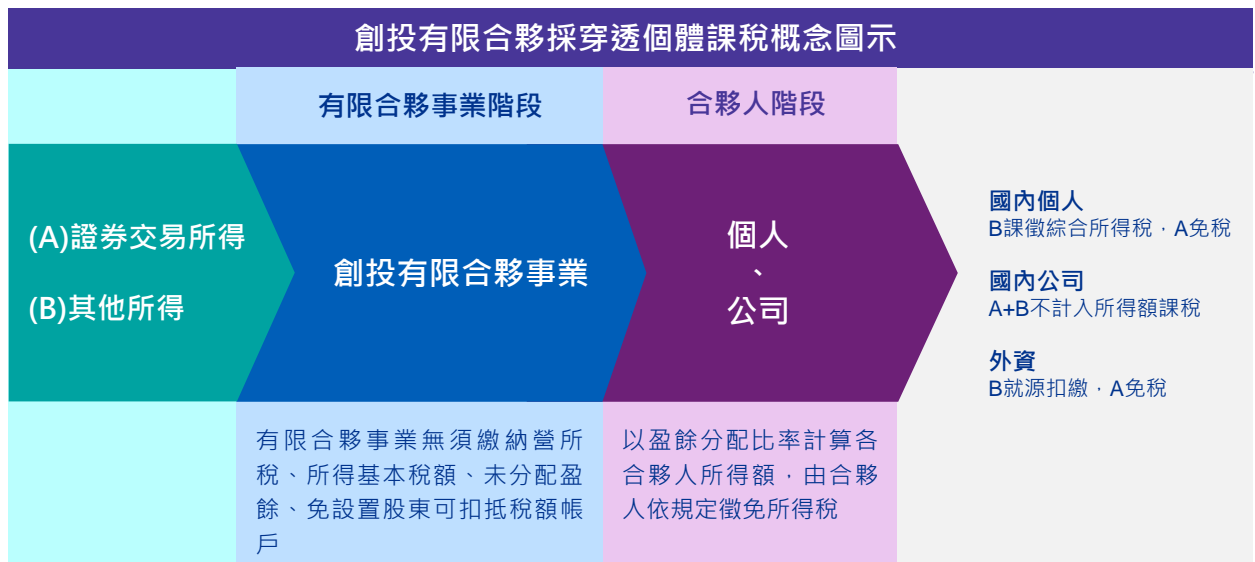 創投有限合夥採穿透個體課稅概念圖示
有限合夥事業階段
合夥人階段
(A)證券交易所得
(B)其他所得
創投有限合夥事業
個人
、
公司
國內個人
B課徵綜合所得稅，A免稅
國內公司
A+B不計入所得額課稅
外資
B就源扣繳，A免稅
有限合夥事業無須繳納營所
稅、所得基本稅額、未分配盈
餘、免設置股東可扣抵稅額帳
戶
以盈餘分配比率計算各
合夥人所得額，由合夥
人依規定徵免所得稅